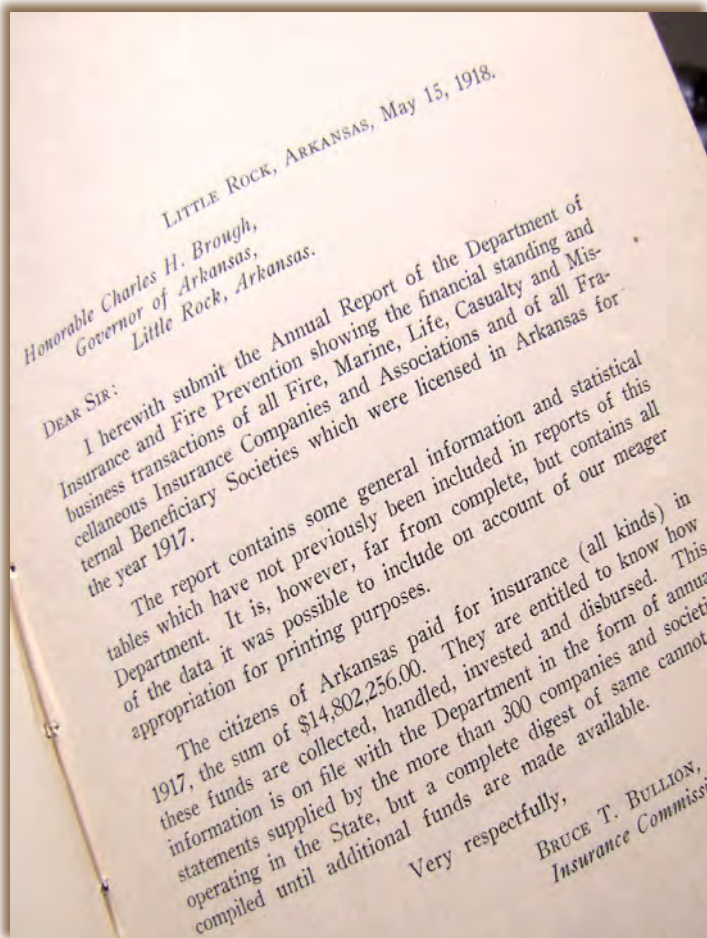 LITTLE ROCK, ARKANSAS, May 15, 1918.
Honorable Charles H. Brough,
Governor of Arkansas,
Little Rock, Arkansas.
DEAR SIR:
I herewith submit the Annual Report of the Department of
Insurance and Fire Prevention showing the financial standing and
business transactions of all Fire, Marine, Life, Casualty and Mis-
cellaneous Insurance Companies and Associations and of all Fra-
ternal Beneficiary Societies which were licensed in Arkansas for
the year 1917.
The report contains some general information and statistical
tables which have not previously been included in reports of this
Department. It is, however, far from complete, but contains all
of the data it was possible to include on account of our meager
appropriation for printing purposes.
The citizens of Arkansas paid for insurance (all kinds) in
1917, the sum of $14,802,256.00. They are entitled to know how
these funds are collected, handled, invested and disbursed. This
information is on file with the Department in the form of annua
statements supplied by the more than 300 companies and societi
operating in the State, but a complete digest of same cannot
compiled until additional funds are made available.
Very respectfully,
BRUCE T. BULLION,
Insurance Commissi